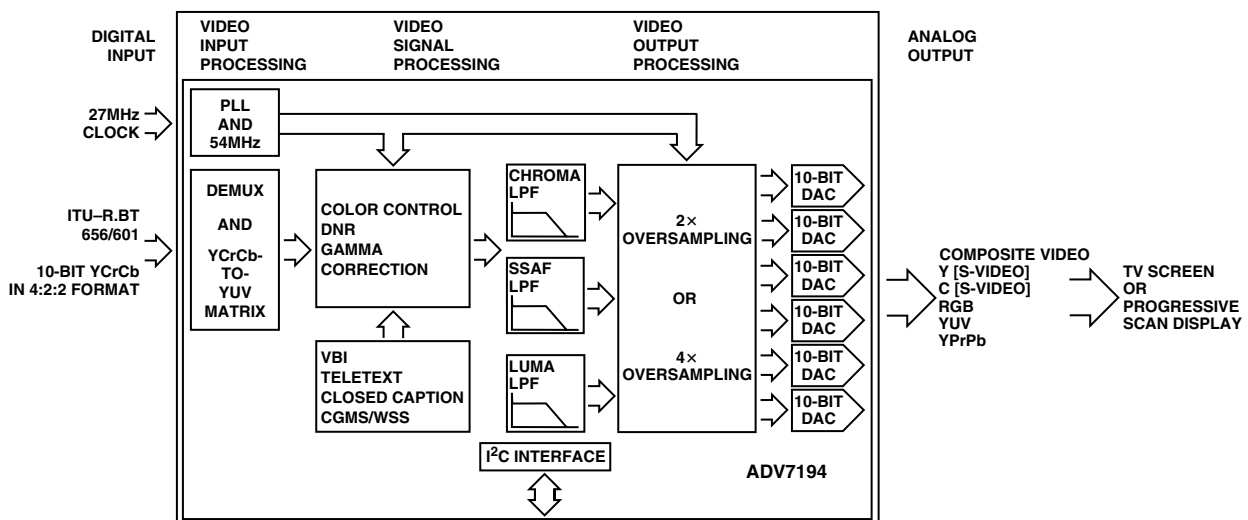 DIGITAL
INPUT
VIDEO
INPUT
PROCESSING
VIDEO
SIGNAL
PROCESSING
VIDEO
OUTPUT
PROCESSING
ANALOG
OUTPUT
27MHz
CLOCK
PLL
AND
54MHz
ITU–R.BT
656/601
10-BIT YCrCb
IN 4:2:2 FORMAT
DEMUX
AND
YCrCb-
TO-
YUV
MATRIX
COLOR CONTROL
DNR
GAMMA
CORRECTION
VBI
TELETEXT
CLOSED CAPTION
CGMS/WSS
CHROMA
LPF
SSAF
LPF
LUMA
LPF
I²C INTERFACE
2×
OVERSAMPLING
OR
4×
OVERSAMPLING
10-BIT
DAC
10-BIT
DAC
10-BIT
DAC
10-BIT
DAC
10-BIT
DAC
10-BIT
DAC
ADV7194
COMPOSITE VIDEO
Y [S-VIDEO]
C [S-VIDEO]
RGB
YUV
YPrPb
TV SCREEN
OR
PROGRESSIVE
SCAN DISPLAY